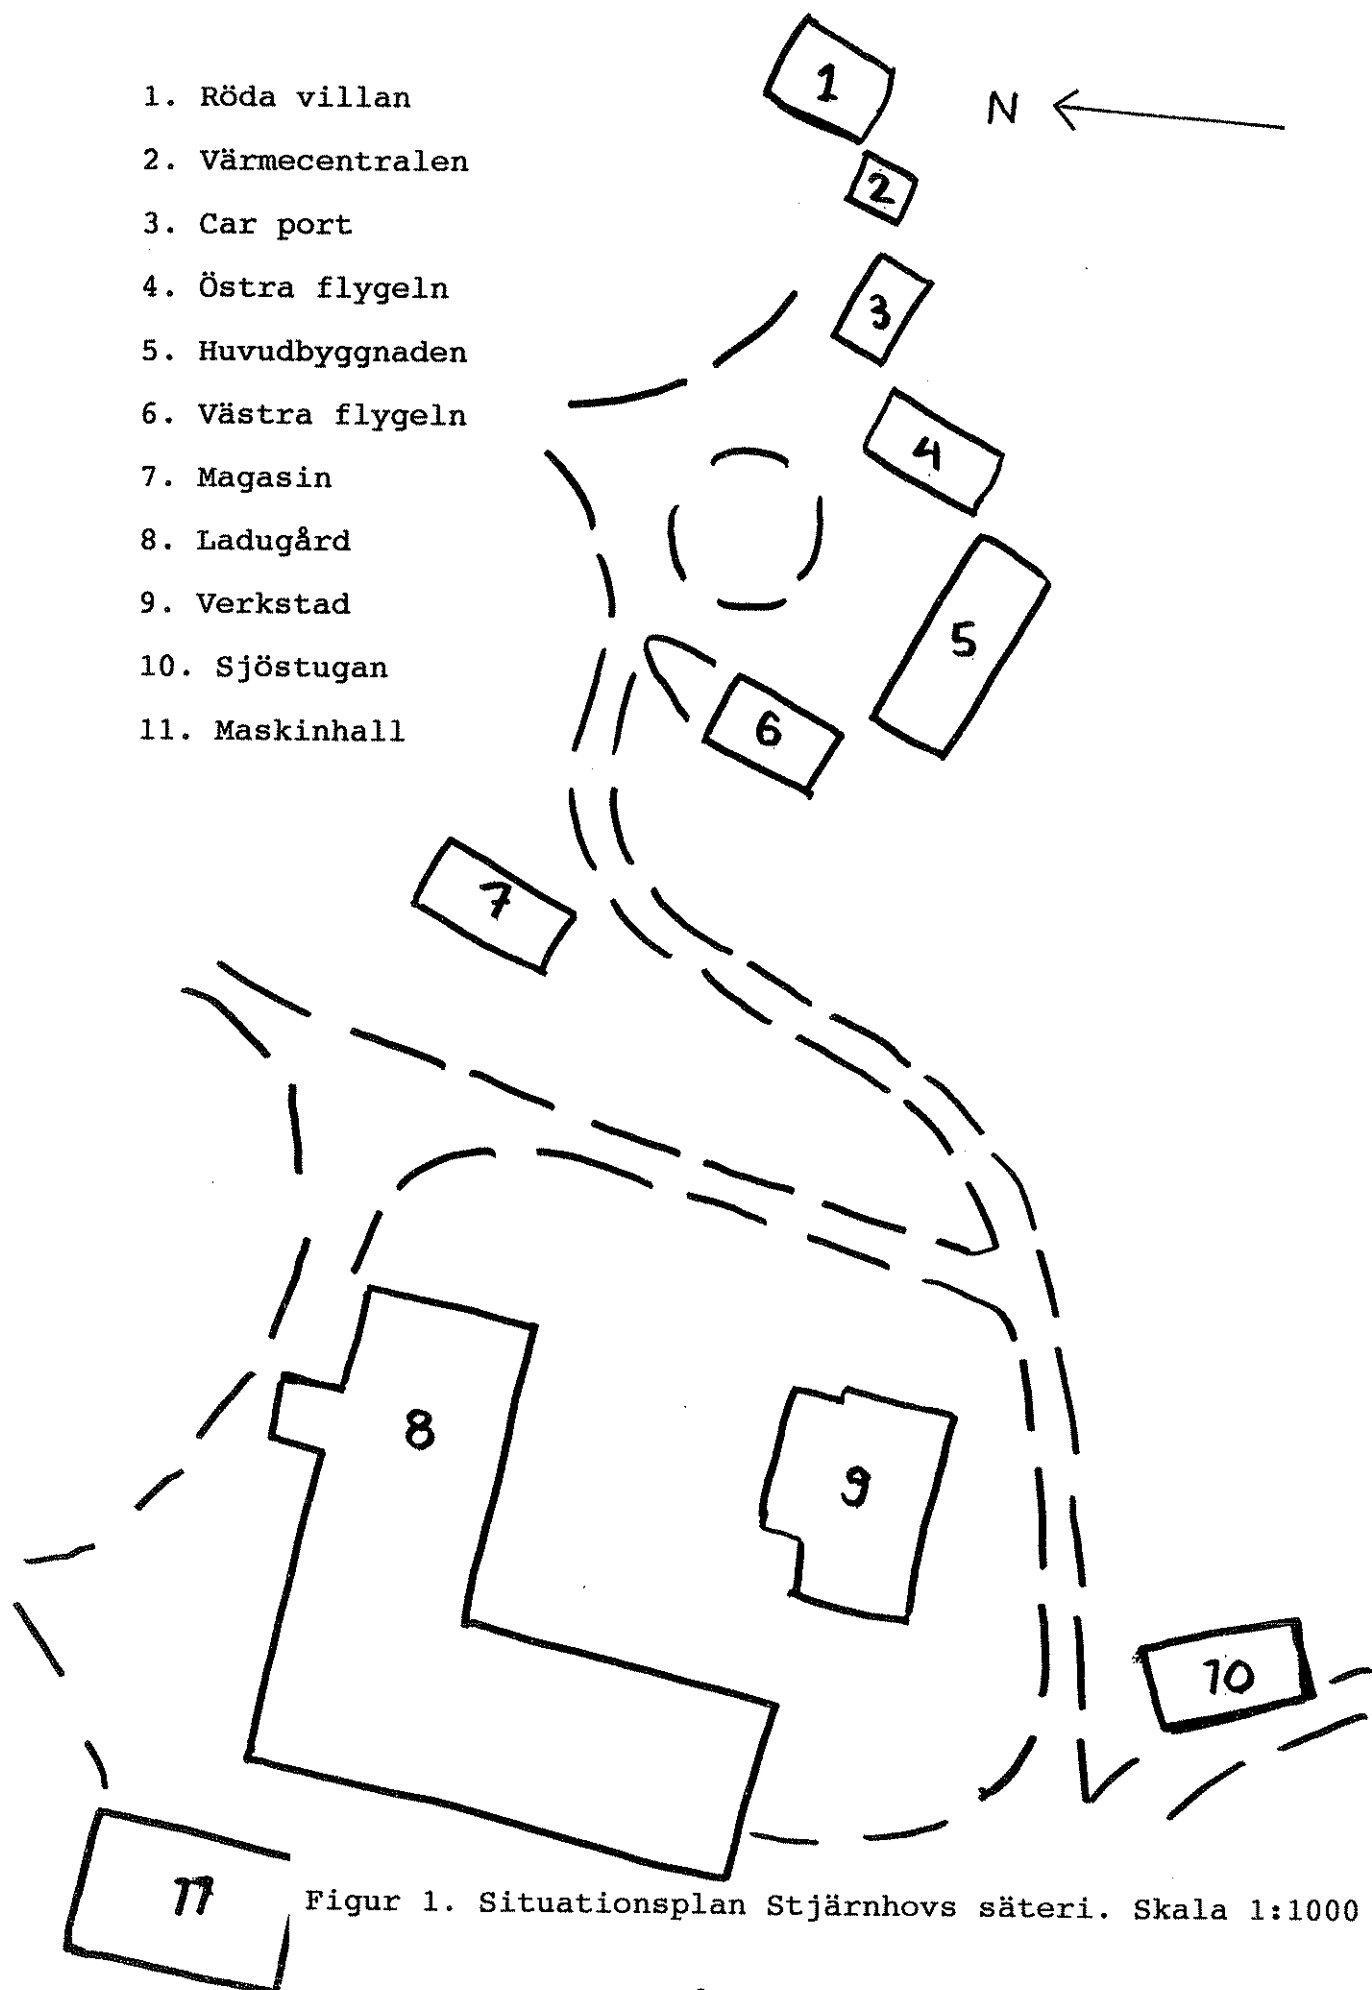 1. Röda villan
2. Värmecentralen
3. Car port
4. Östra flygeln
5. Huvudbyggnaden
6. Västra flygeln
7. Magasin
8. Ladugård
9. Verkstad
10. Sjöstugan
11. Maskinhall
N
1
2
3
4
5
6
7
8
9
10
11
Figur 1. Situationsplan Stjärnhovs säteri. Skala 1:1000